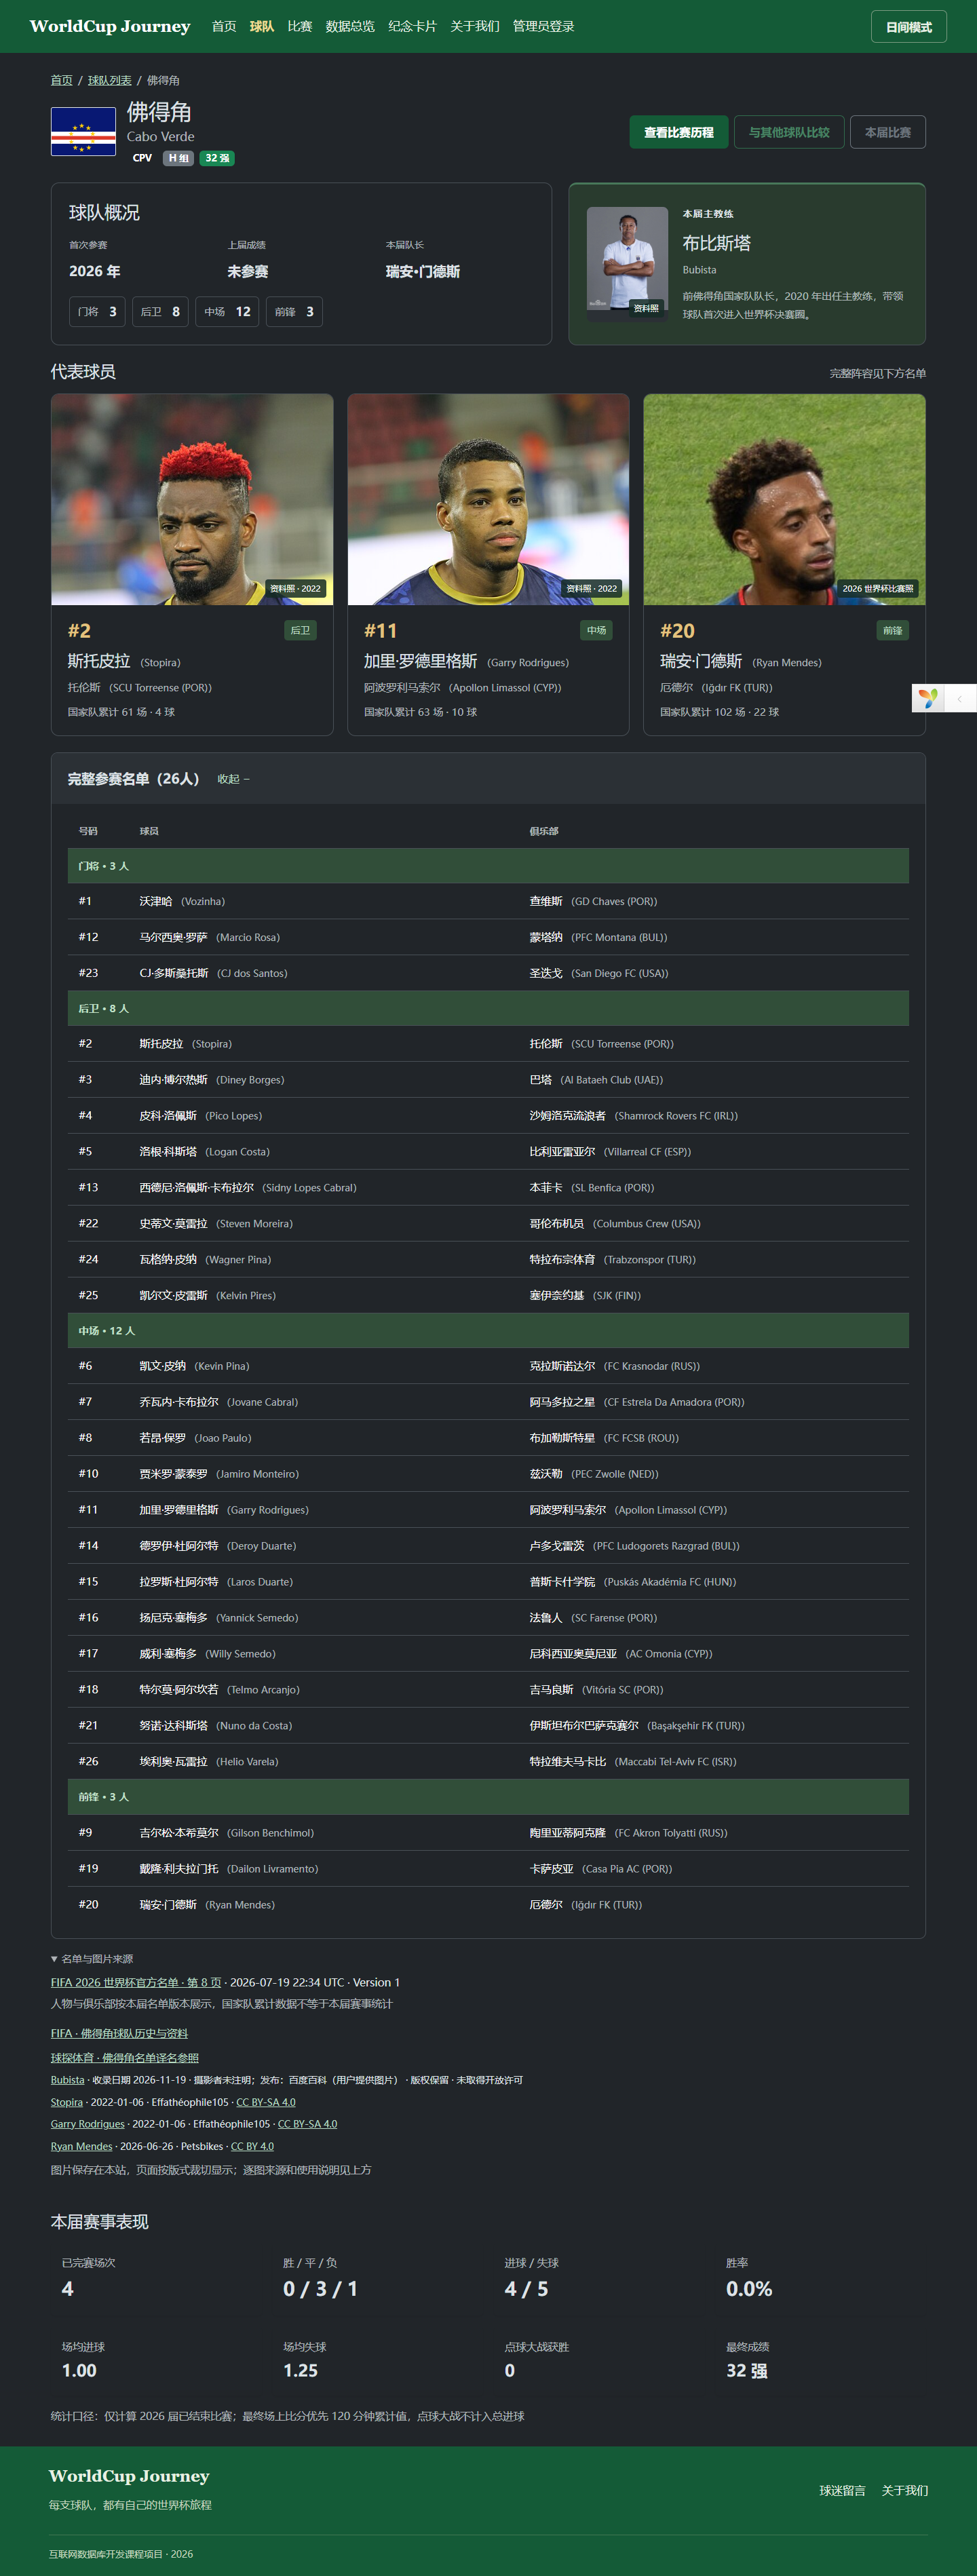 WorldCup Journey 首页 球队 比赛 数据总览 纪念卡片 关于我们 管理员登录 日间模式
首页 / 球队列表 / 佛得角
佛得角
Cabo Verde
CPV H 组 32 强
查看比赛历程 与其他球队比较 本届比赛
球队概况
首次参赛 上届成绩 本届队长
2026 年 未参赛 瑞安·门德斯
门将 3 后卫 8 中场 12 前锋 3
资料照
本届主教练
布比斯塔
Bubista
前佛得角国家队队长，2020 年出任主教练，带领
球队首次进入世界杯决赛圈。
代表球员 完整阵容见下方名单
资料照 · 2022
#2 后卫
斯托皮拉 （Stopira）
托伦斯 （SCU Torreense (POR)）
国家队累计 61 场 · 4 球
资料照 · 2022
#11 中场
加里·罗德里格斯 （Garry Rodrigues）
阿波罗利马索尔 （Apollon Limassol (CYP)）
国家队累计 63 场 · 10 球
2026 世界杯比赛照
#20 前锋
瑞安·门德斯 （Ryan Mendes）
厄德尔 （Iğdır FK (TUR)）
国家队累计 102 场 · 22 球
完整参赛名单（26人） 收起 −
号码 球员 俱乐部
门将 • 3 人
#1 沃津哈 （Vozinha） 查维斯 （GD Chaves (POR)）
#12 马尔西奥·罗萨 （Marcio Rosa） 蒙塔纳 （PFC Montana (BUL)）
#23 CJ·多斯桑托斯 （CJ dos Santos） 圣迭戈 （San Diego FC (USA)）
后卫 • 8 人
#2 斯托皮拉 （Stopira） 托伦斯 （SCU Torreense (POR)）
#3 迪内·博尔热斯 （Diney Borges） 巴塔 （Al Bataeh Club (UAE)）
#4 皮科·洛佩斯 （Pico Lopes） 沙姆洛克流浪者 （Shamrock Rovers FC (IRL)）
#5 洛根·科斯塔 （Logan Costa） 比利亚雷亚尔 （Villarreal CF (ESP)）
#13 西德尼·洛佩斯·卡布拉尔 （Sidny Lopes Cabral） 本菲卡 （SL Benfica (POR)）
#22 史蒂文·莫雷拉 （Steven Moreira） 哥伦布机员 （Columbus Crew (USA)）
#24 瓦格纳·皮纳 （Wagner Pina） 特拉布宗体育 （Trabzonspor (TUR)）
#25 凯尔文·皮雷斯 （Kelvin Pires） 塞伊奈约基 （SJK (FIN)）
中场 • 12 人
#6 凯文·皮纳 （Kevin Pina） 克拉斯诺达尔 （FC Krasnodar (RUS)）
#7 乔瓦内·卡布拉尔 （Jovane Cabral） 阿马多拉之星 （CF Estrela Da Amadora (POR)）
#8 若昂·保罗 （Joao Paulo） 布加勒斯特星 （FC FCSB (ROU)）
#10 贾米罗·蒙泰罗 （Jamiro Monteiro） 兹沃勒 （PEC Zwolle (NED)）
#11 加里·罗德里格斯 （Garry Rodrigues） 阿波罗利马索尔 （Apollon Limassol (CYP)）
#14 德罗伊·杜阿尔特 （Deroy Duarte） 卢多戈雷茨 （PFC Ludogorets Razgrad (BUL)）
#15 拉罗斯·杜阿尔特 （Laros Duarte） 普斯卡什学院 （Puskás Akadémia FC (HUN)）
#16 扬尼克·塞梅多 （Yannick Semedo） 法鲁人 （SC Farense (POR)）
#17 威利·塞梅多 （Willy Semedo） 尼科西亚奥莫尼亚 （AC Omonia (CYP)）
#18 特尔莫·阿尔坎若 （Telmo Arcanjo） 吉马良斯 （Vitória SC (POR)）
#21 努诺·达科斯塔 （Nuno da Costa） 伊斯坦布尔巴萨克赛尔 （Başakşehir FK (TUR)）
#26 埃利奥·瓦雷拉 （Helio Varela） 特拉维夫马卡比 （Maccabi Tel-Aviv FC (ISR)）
前锋 • 3 人
#9 吉尔松·本希莫尔 （Gilson Benchimol） 陶里亚蒂阿克隆 （FC Akron Tolyatti (RUS)）
#19 戴隆·利夫拉门托 （Dailon Livramento） 卡萨皮亚 （Casa Pia AC (POR)）
#20 瑞安·门德斯 （Ryan Mendes） 厄德尔 （Iğdır FK (TUR)）
▼ 名单与图片来源
FIFA 2026 世界杯官方名单 · 第 8 页 · 2026-07-19 22:34 UTC · Version 1
人物与俱乐部按本届名单版本展示，国家队累计数据不等于本届赛事统计
FIFA · 佛得角球队历史与资料
球探体育 · 佛得角名单译名参照
Bubista · 收录日期 2026-11-19 · 摄影者未注明；发布：百度百科（用户提供图片） · 版权保留 · 未取得开放许可
Stopira · 2022-01-06 · Effathéophile105 · CC BY-SA 4.0
Garry Rodrigues · 2022-01-06 · Effathéophile105 · CC BY-SA 4.0
Ryan Mendes · 2026-06-26 · Petsbikes · CC BY 4.0
图片保存在本站，页面按版式裁切显示；逐图来源和使用说明见上方
本届赛事表现
已完赛场次 胜 / 平 / 负 进球 / 失球 胜率
4 0 / 3 / 1 4 / 5 0.0%
场均进球 场均失球 点球大战获胜 最终成绩
1.00 1.25 0 32 强
统计口径：仅计算 2026 届已结束比赛；最终场上比分优先 120 分钟累计值，点球大战不计入总进球
WorldCup Journey
每支球队，都有自己的世界杯旅程
球迷留言 关于我们
互联网数据库开发课程项目 · 2026